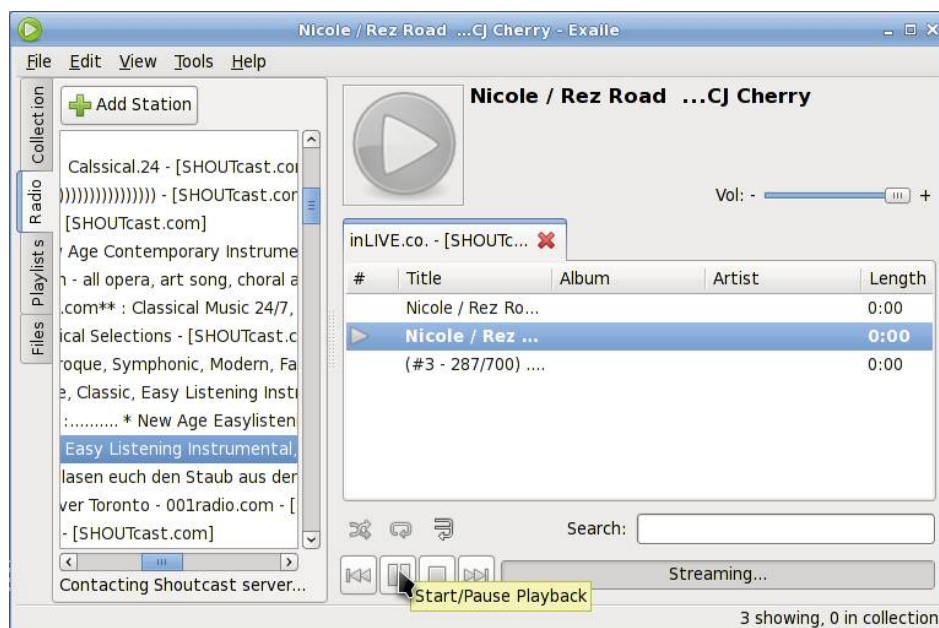 Nicole / Rez Road ...CJ Cherry - Exaile
File Edit View Tools Help
Collection
Radio
Playlists
Files
Add Station
Calssical.24 - [SHOUTcast.com
)))))))))))))))) - [SHOUTcast.com
[SHOUTcast.com]
Age Contemporary Instrume
- all opera, art song, choral a
.com** : Classical Music 24/7,
ical Selections - [SHOUTcast.c
roque, Symphonic, Modern, Fa
e, Classic, Easy Listening Instr
:.......... * New Age Easylisten
Easy Listening Instrumental,
lasen euch den Staub aus der
ver Toronto - 001radio.com - [
- [SHOUTcast.com]
Contacting Shoutcast server...
Nicole / Rez Road ...CJ Cherry
Vol: - +
inLIVE.co. - [SHOUTc...
# Title Album Artist Length
Nicole / Rez Ro... 0:00
Nicole / Rez ... 0:00
(#3 - 287/700) .... 0:00
Search:
Streaming...
Start/Pause Playback
3 showing, 0 in collection